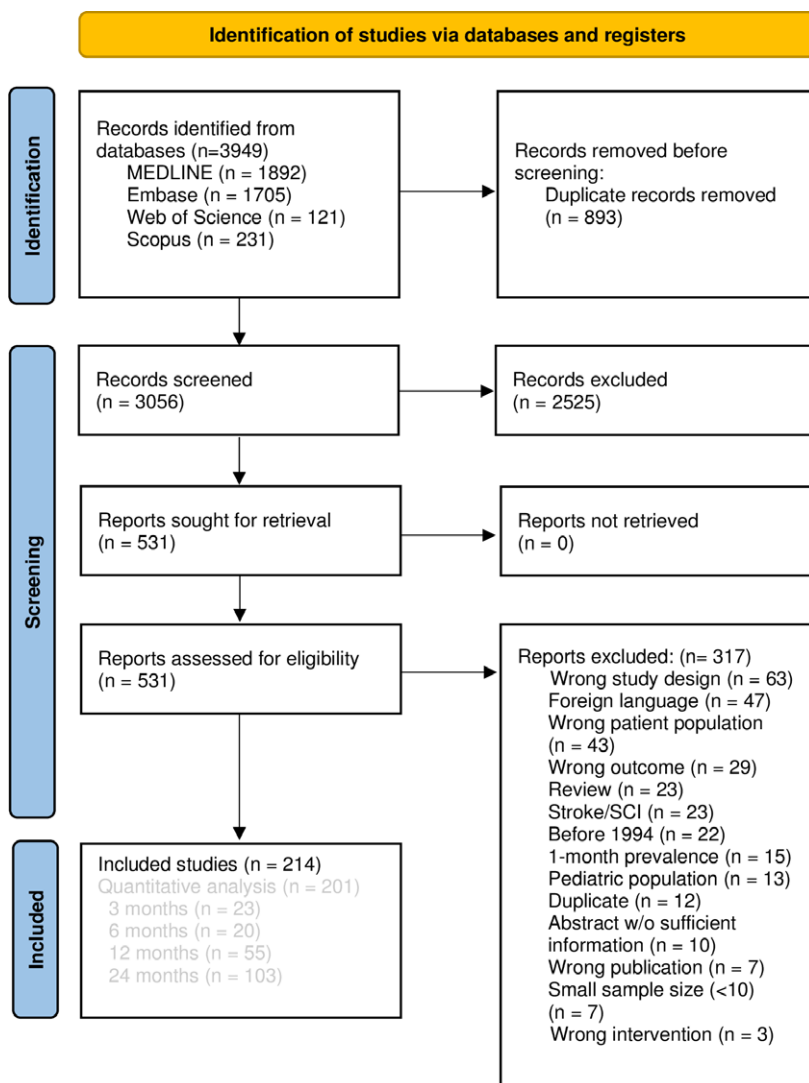 Identification of studies via databases and registers
Identification
Records identified from
databases (n=3949)
MEDLINE (n = 1892)
Embase (n = 1705)
Web of Science (n = 121)
Scopus (n = 231)
Records removed before
screening:
Duplicate records removed
(n = 893)
Screening
Records screened
(n = 3056)
Records excluded
(n = 2525)
Reports sought for retrieval
(n = 531)
Reports not retrieved
(n = 0)
Reports assessed for eligibility
(n = 531)
Reports excluded: (n= 317)
Wrong study design (n = 63)
Foreign language (n = 47)
Wrong patient population
(n = 43)
Wrong outcome (n = 29)
Review (n = 23)
Stroke/SCI (n = 23)
Before 1994 (n = 22)
1-month prevalence (n = 15)
Pediatric population (n = 13)
Duplicate (n = 12)
Abstract w/o sufficient
information (n = 10)
Wrong publication (n = 7)
Small sample size (<10)
(n = 7)
Wrong intervention (n = 3)
Included
Included studies (n = 214)
Quantitative analysis (n = 201)
3 months (n = 23)
6 months (n = 20)
12 months (n = 55)
24 months (n = 103)